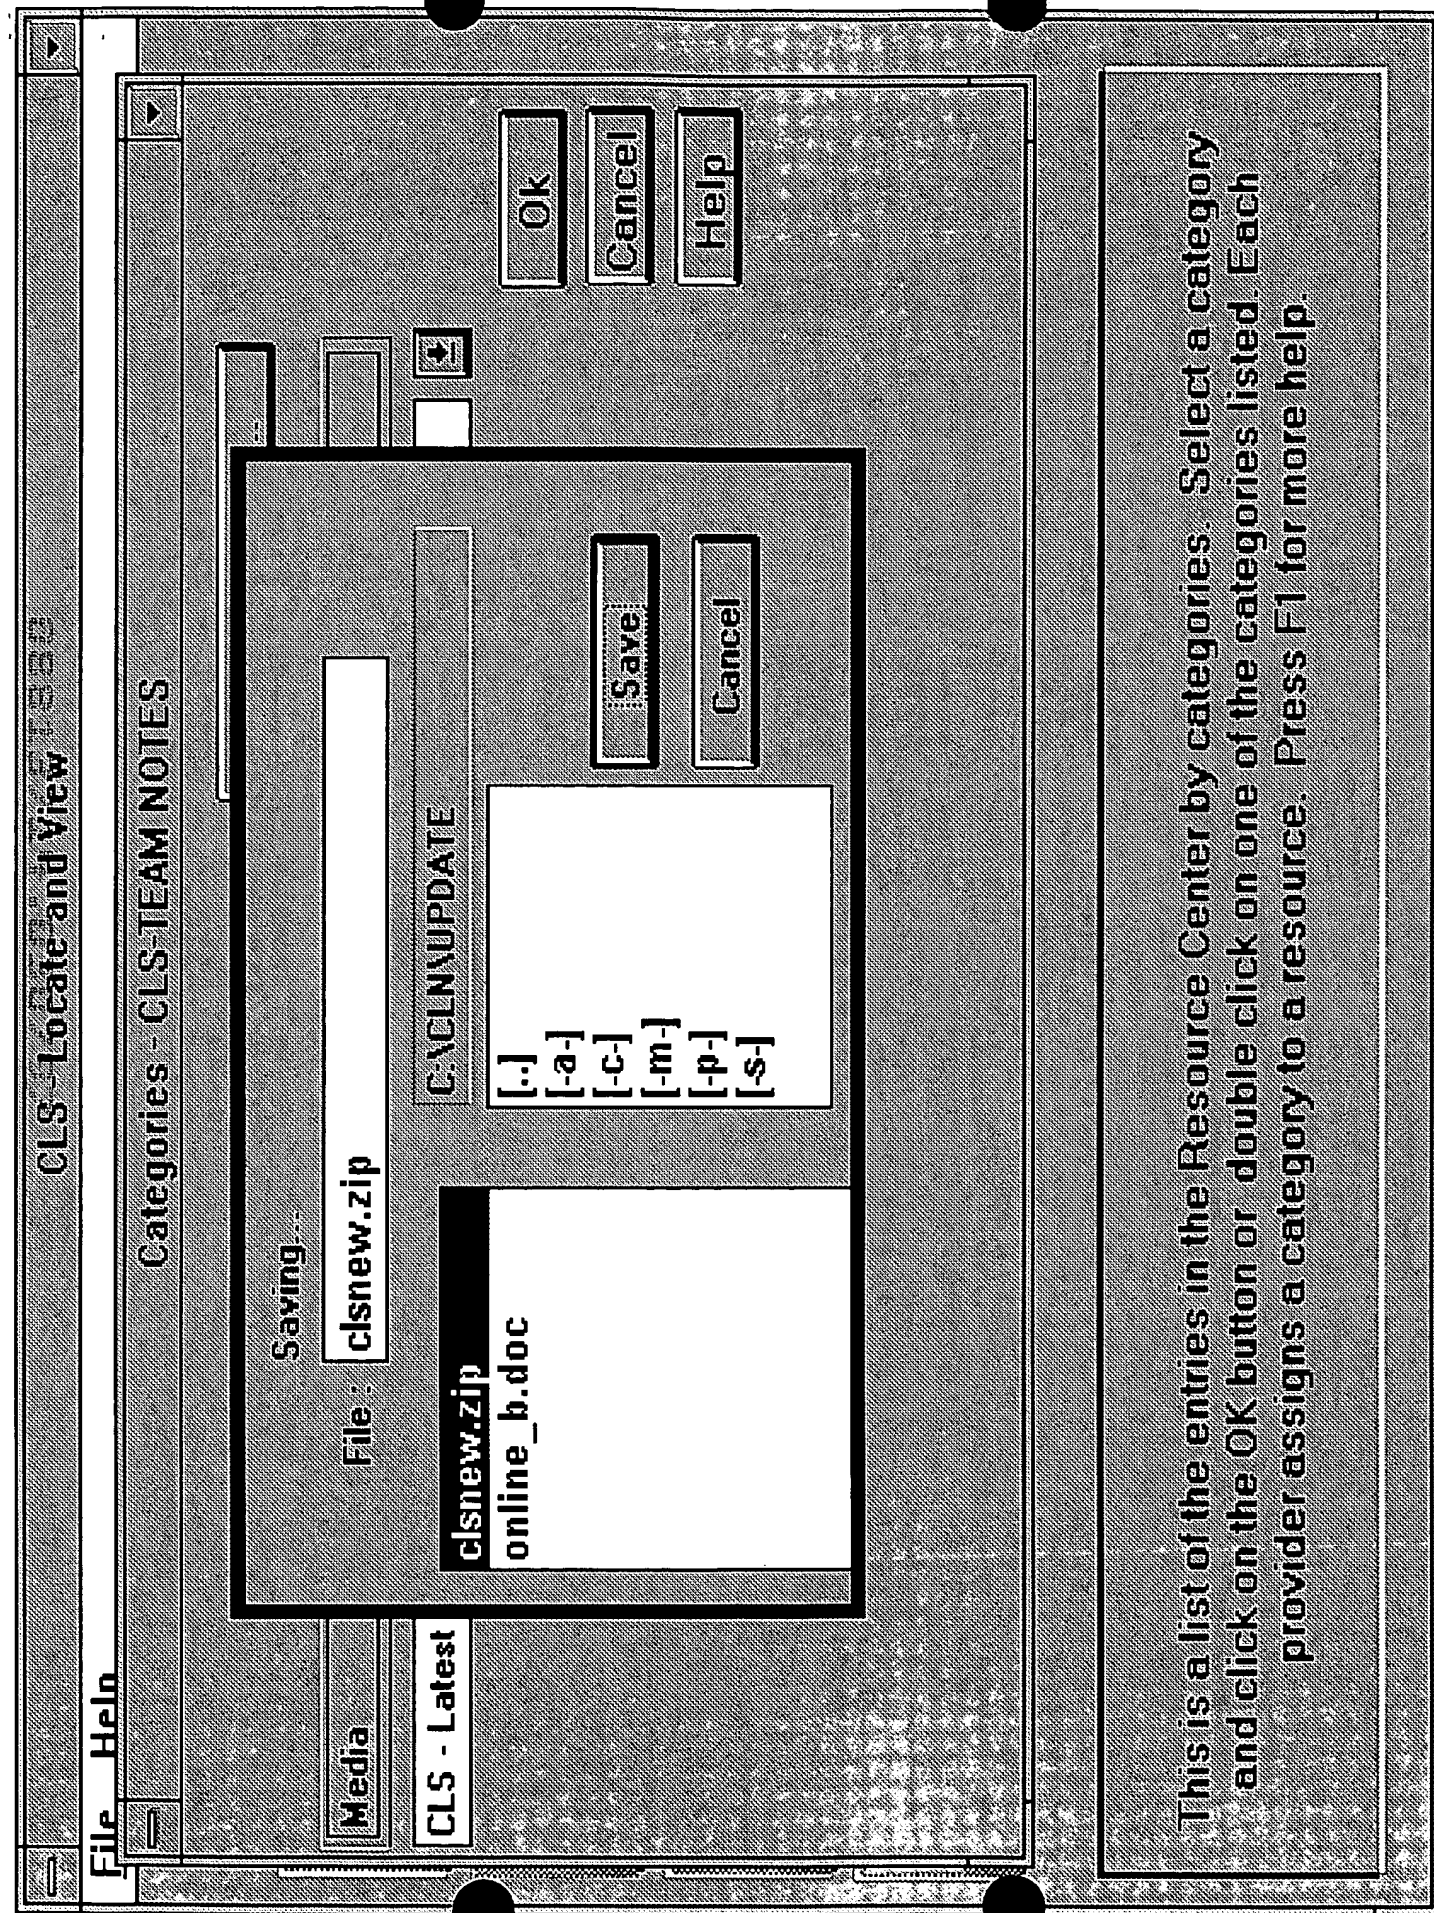 CLS - Locate and View
File Help
Categories - CLS-TEAM NOTES
Saving...
File : clsnew.zip
Media
CLS - Latest
C:\CLN\UPDATE
clsnew.zip
online_b.doc
[..]
[-a-]
[-c-]
[-m-]
[-p-]
[-s-]
Save
Cancel
Ok
Cancel
Help
This is a list of the entries in the Resource Center by categories. Select a category
and click on the OK button or double click on one of the categories listed. Each
provider assigns a category to a resource. Press F1 for more help.